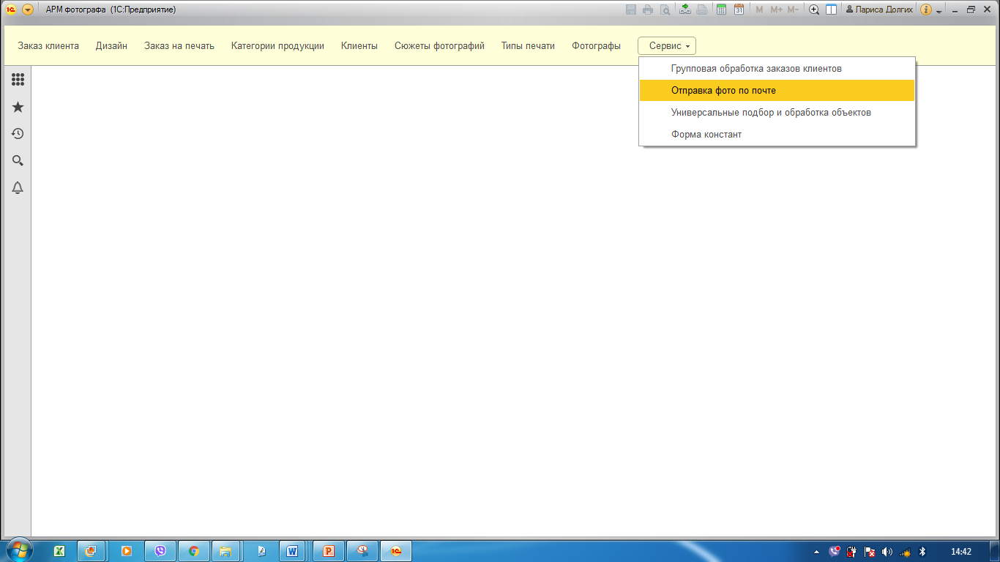 АРМ фотографа (1С:Предприятие)
M M+ M− Лариса Долгих
Заказ клиента Дизайн Заказ на печать Категории продукции Клиенты Сюжеты фотографий Типы печати Фотографы Сервис
Групповая обработка заказов клиентов
Отправка фото по почте
Универсальные подбор и обработка объектов
Форма констант
14:42